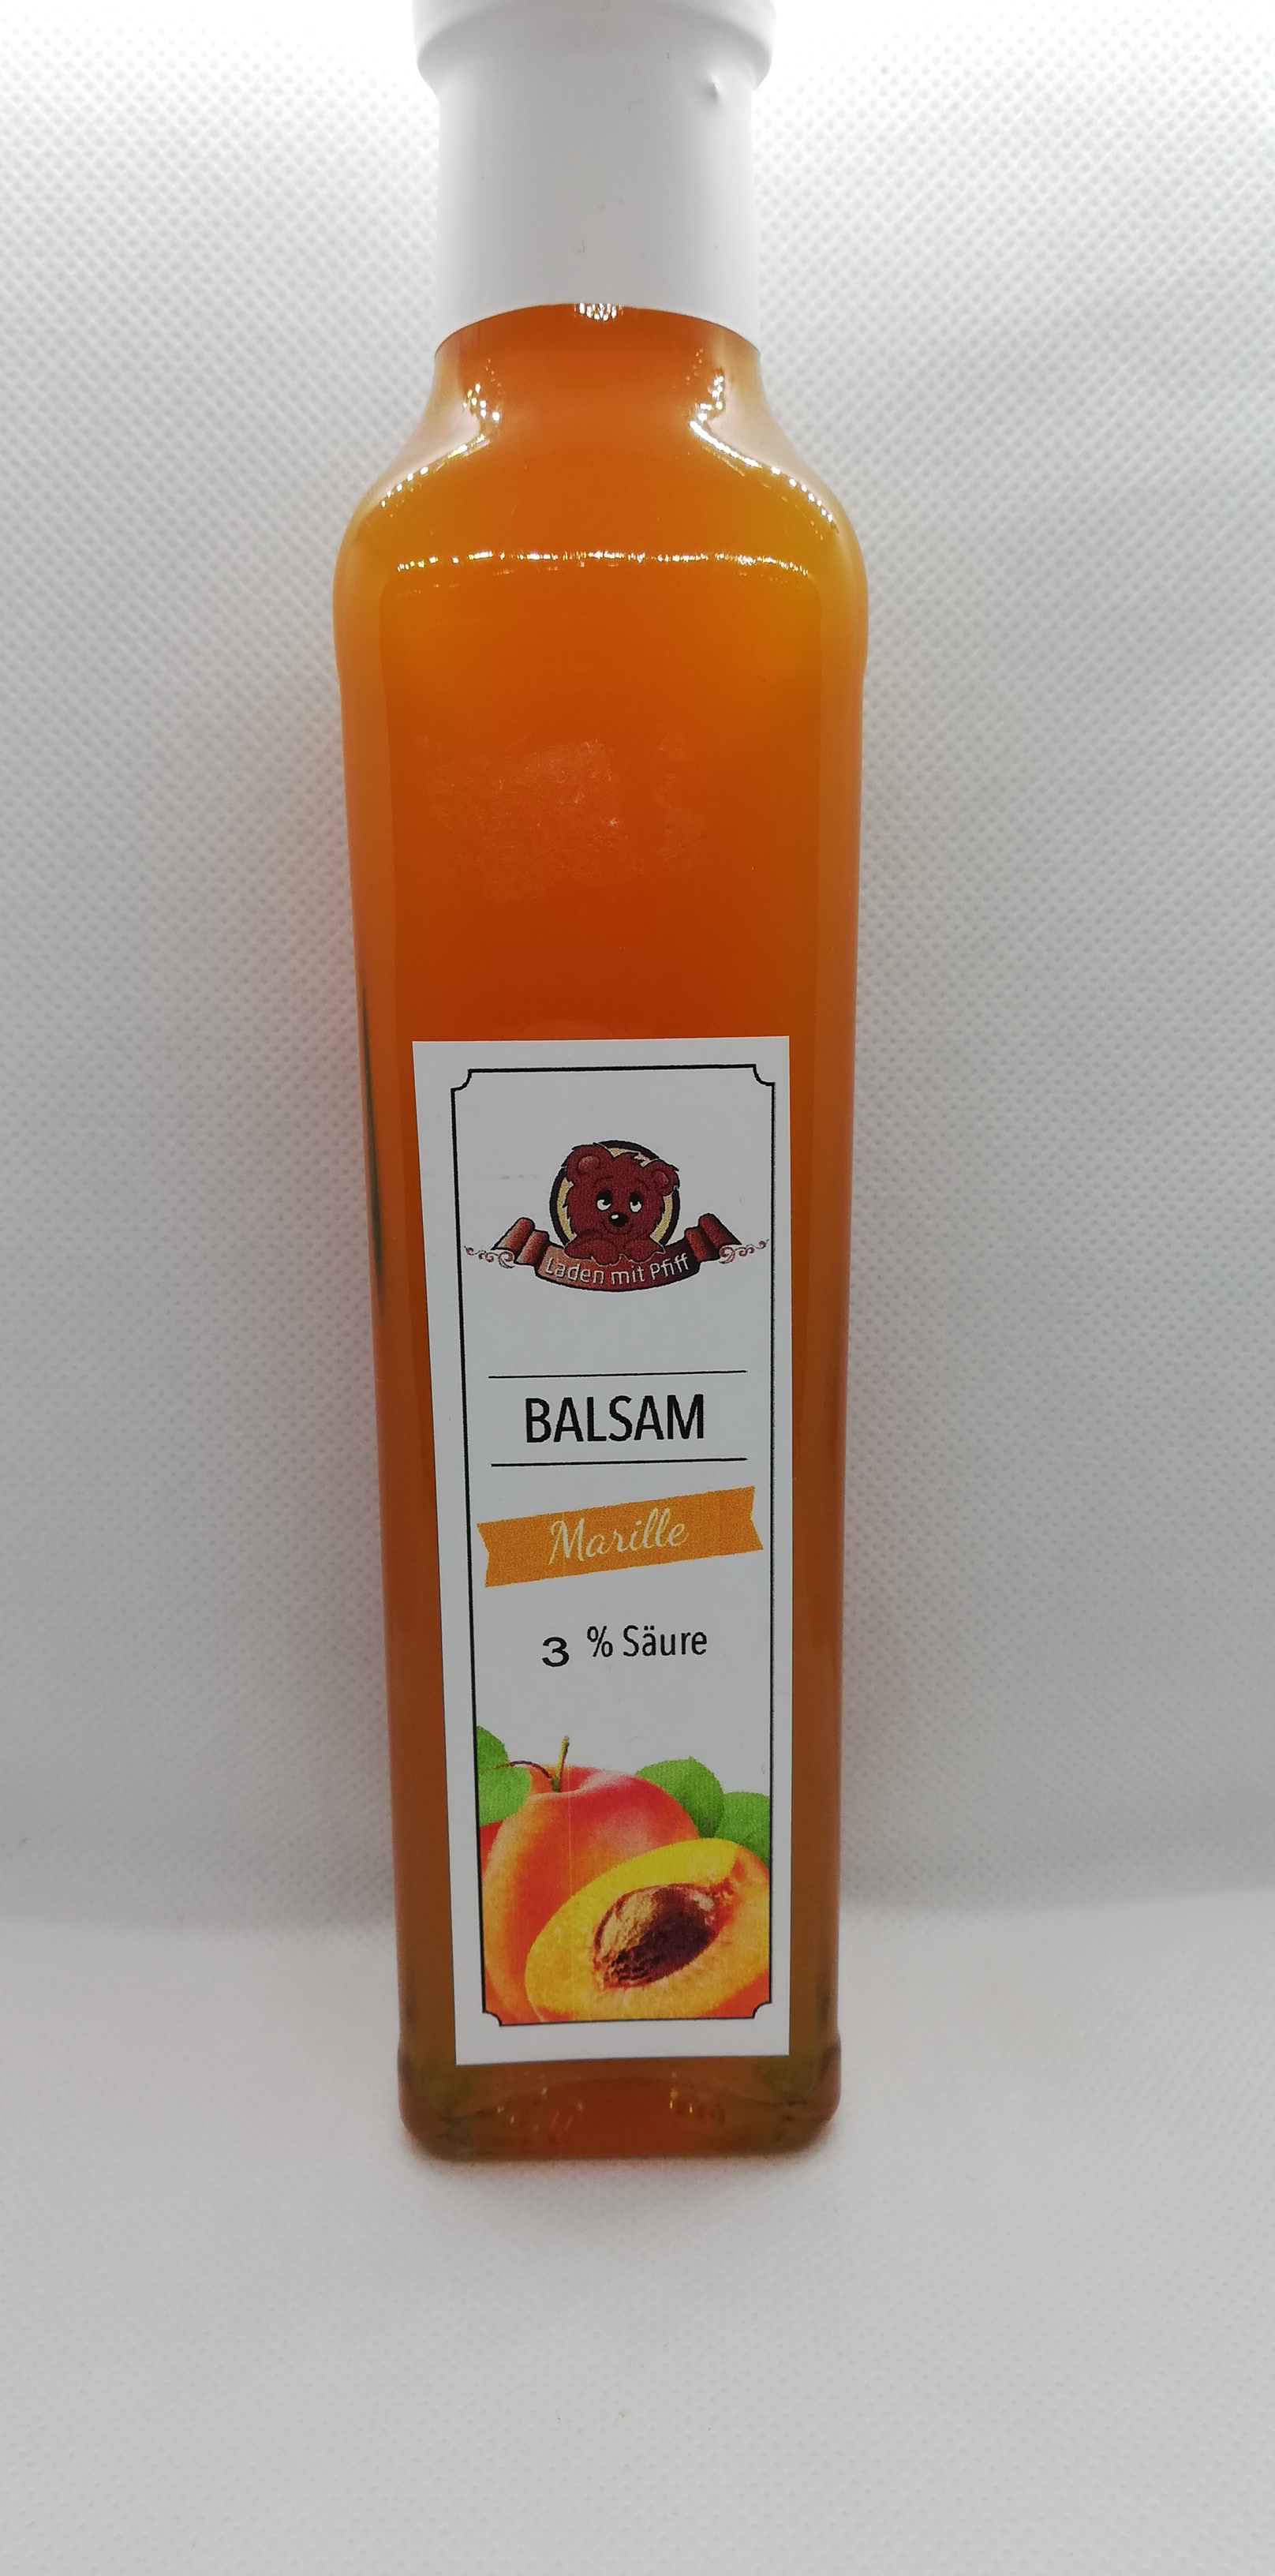 Laden mit Pfiff
BALSAM
Marille
3 % Säure